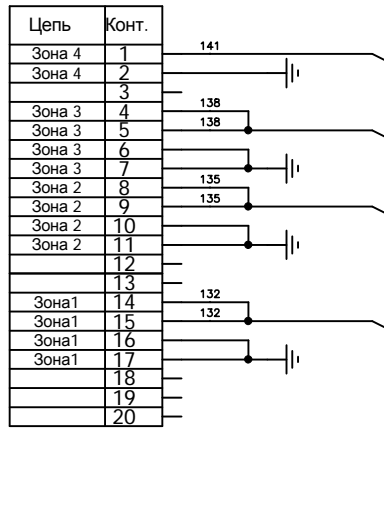 Цепь Конт.
Зона 4 1 141
Зона 4 2
3
Зона 3 4 138
Зона 3 5 138
Зона 3 6
Зона 3 7
Зона 2 8 135
Зона 2 9 135
Зона 2 10
Зона 2 11
12
13
Зона1 14 132
Зона1 15 132
Зона1 16
Зона1 17
18
19
20